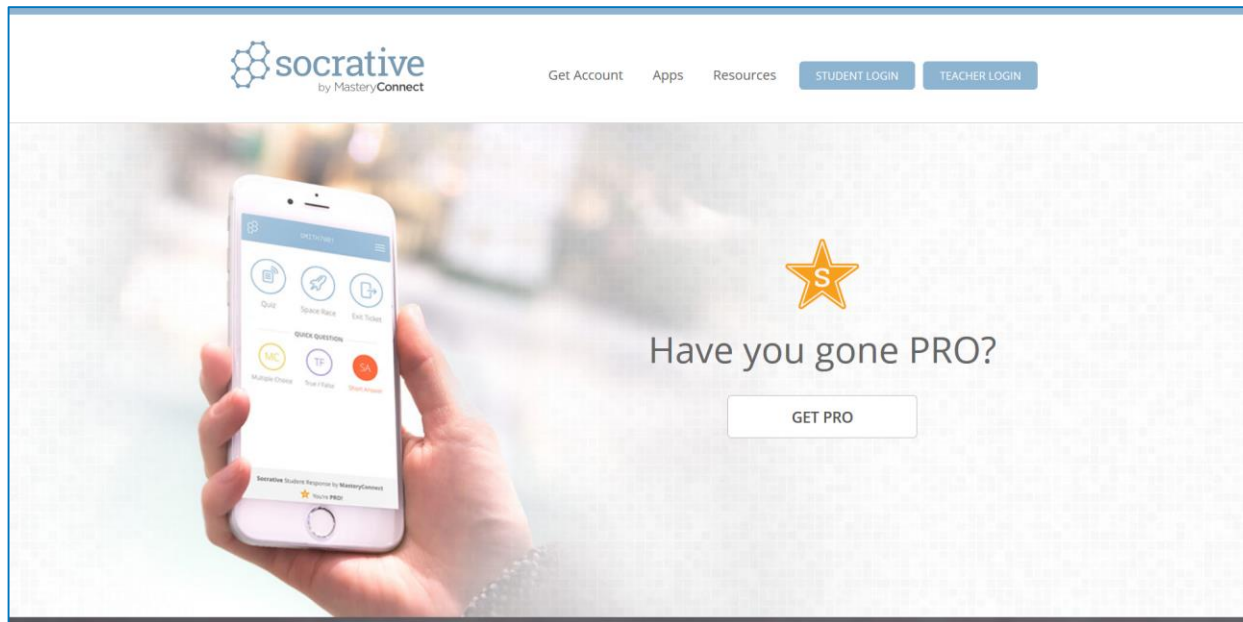 socrative
by MasteryConnect
Get Account Apps Resources STUDENT LOGIN TEACHER LOGIN
Quiz Space Race Exit Ticket
QUICK QUESTION
MC TF SA
Multiple Choice True / False Short Answer
Socrative Student Response by MasteryConnect
You're PRO!
S
Have you gone PRO?
GET PRO